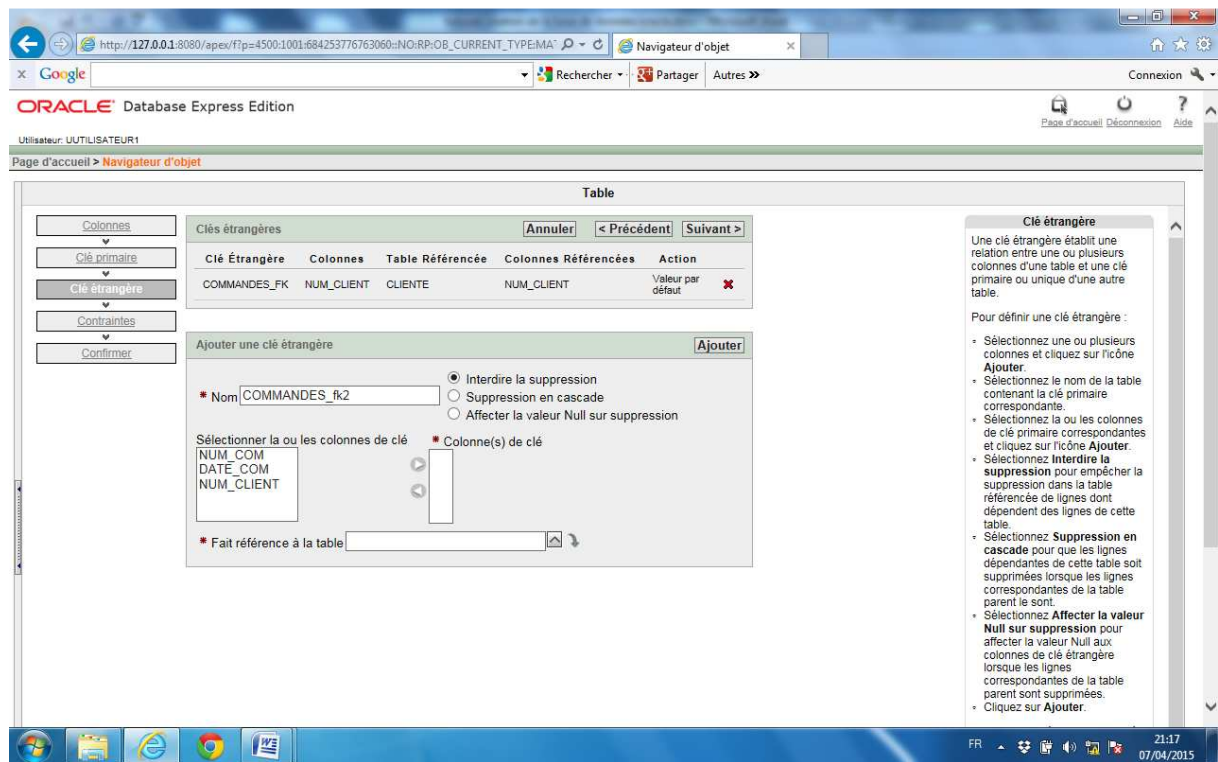 http://127.0.0.1:8080/apex/f?p=4500:1001:684253776763060::NO:RP:OB_CURRENT_TYPE:MA
Navigateur d'objet
x Google
Rechercher
Partager
Autres »
Connexion
ORACLE Database Express Edition
Page d'accueil Déconnexion Aide
Utilisateur: UUTILISATEUR1
Page d'accueil > Navigateur d'objet
Table
Colonnes
Clé primaire
Clé étrangère
Contraintes
Confirmer
Clés étrangères
Annuler
< Précédent
Suivant >
Clé Étrangère Colonnes Table Référencée Colonnes Référencées Action
COMMANDES_FK NUM_CLIENT CLIENTE NUM_CLIENT Valeur par
défaut
Ajouter une clé étrangère
Ajouter
* Nom COMMANDES_fk2
Interdire la suppression
Suppression en cascade
Affecter la valeur Null sur suppression
Sélectionner la ou les colonnes de clé
NUM_COM
DATE_COM
NUM_CLIENT
* Colonne(s) de clé
* Fait référence à la table
Clé étrangère
Une clé étrangère établit une
relation entre une ou plusieurs
colonnes d'une table et une clé
primaire ou unique d'une autre
table.
Pour définir une clé étrangère :
Sélectionnez une ou plusieurs
colonnes et cliquez sur l'icône
Ajouter.
Sélectionnez le nom de la table
contenant la clé primaire
correspondante.
Sélectionnez la ou les colonnes
de clé primaire correspondantes
et cliquez sur l'icône Ajouter.
Sélectionnez Interdire la
suppression pour empêcher la
suppression dans la table
référencée de lignes dont
dépendent des lignes de cette
table.
Sélectionnez Suppression en
cascade pour que les lignes
dépendantes de cette table soit
supprimées lorsque les lignes
correspondantes de la table
parent le sont.
Sélectionnez Affecter la valeur
Null sur suppression pour
affecter la valeur Null aux
colonnes de clé étrangère
lorsque les lignes
correspondantes de la table
parent sont supprimées.
Cliquez sur Ajouter.
FR
21:17
07/04/2015